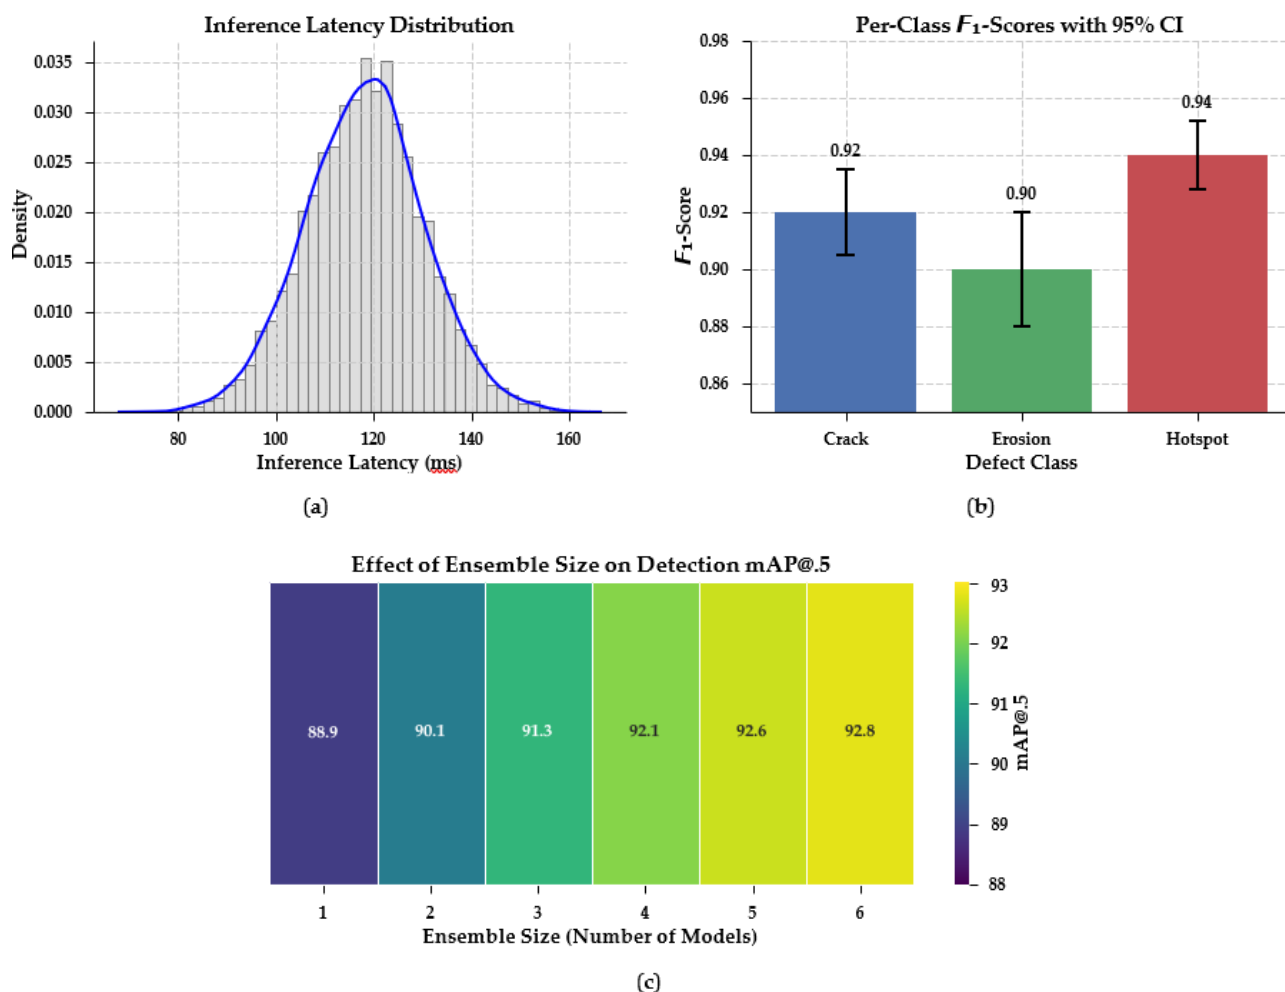 Inference Latency Distribution
0.035
0.030
0.025
0.020
0.015
0.010
0.005
0.000
Density
80 100 120 140 160
Inference Latency (ms)
(a)
Per-Class F₁-Scores with 95% CI
0.98
0.96
0.94
0.92
0.90
0.88
0.86
F₁-Score
0.92
0.90
0.94
Crack Erosion Hotspot
Defect Class
(b)
Effect of Ensemble Size on Detection mAP@.5
88.9 90.1 91.3 92.1 92.6 92.8
1 2 3 4 5 6
Ensemble Size (Number of Models)
93
92
91
90
89
88
mAP@.5
(c)